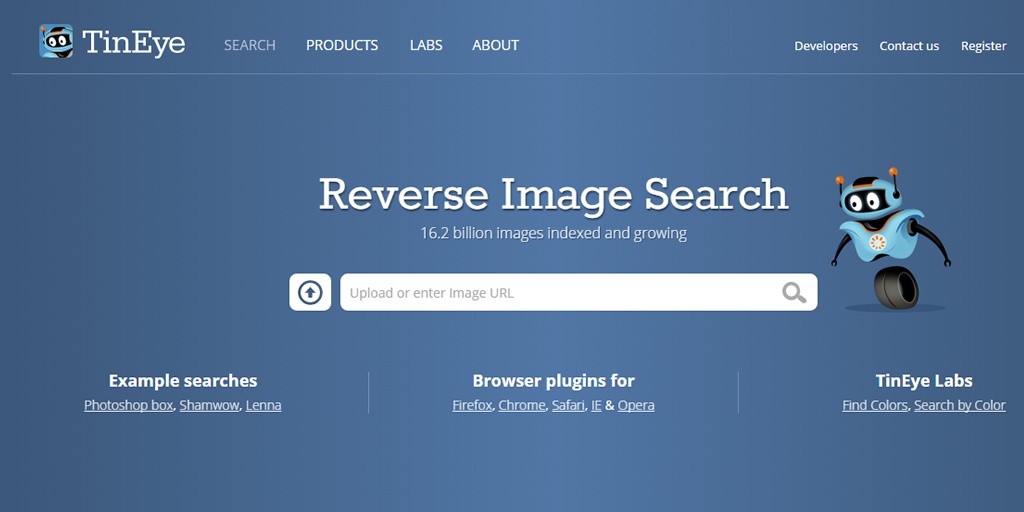 TinEye SEARCH PRODUCTS LABS ABOUT Developers Contact us Register
Reverse Image Search
16.2 billion images indexed and growing
Upload or enter Image URL
Example searches Browser plugins for TinEye Labs
Photoshop box, Shamwow, Lenna Firefox, Chrome, Safari, IE & Opera Find Colors, Search by Color